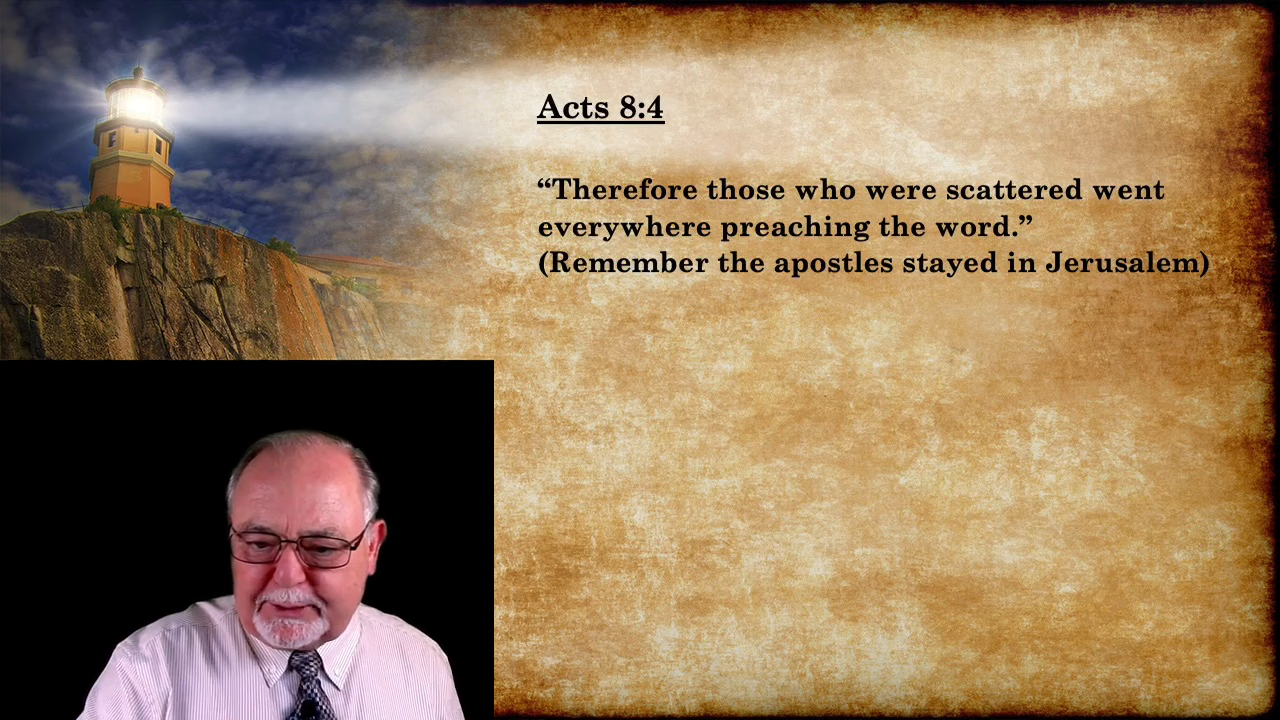 Acts 8:4
“Therefore those who were scattered went
everywhere preaching the word.”
(Remember the apostles stayed in Jerusalem)